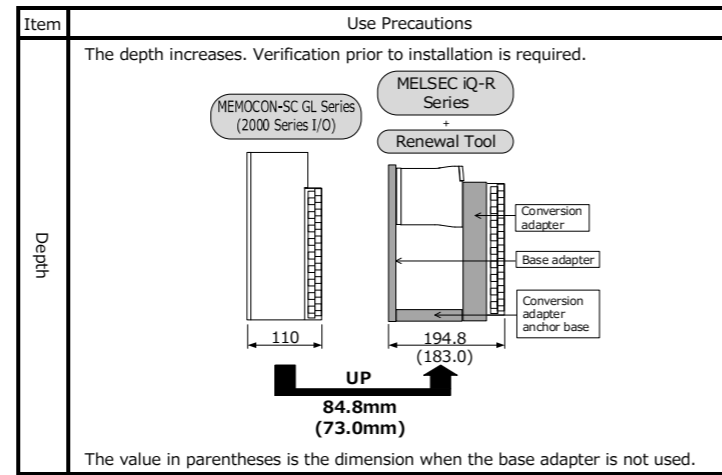 Item
Use Precautions
Depth
The depth increases. Verification prior to installation is required.
MEMOCON-SC GL Series
(2000 Series I/O)
MELSEC iQ-R
Series
+
Renewal Tool
Conversion
adapter
Base adapter
Conversion
adapter
anchor base
110
194.8
(183.0)
UP
84.8mm
(73.0mm)
The value in parentheses is the dimension when the base adapter is not used.